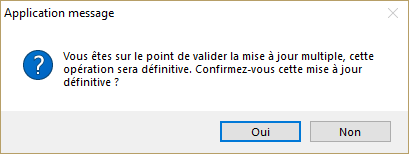 Application message
Vous êtes sur le point de valider la mise à jour multiple, cette
opération sera définitive. Confirmez-vous cette mise à jour
définitive ?
Oui
Non